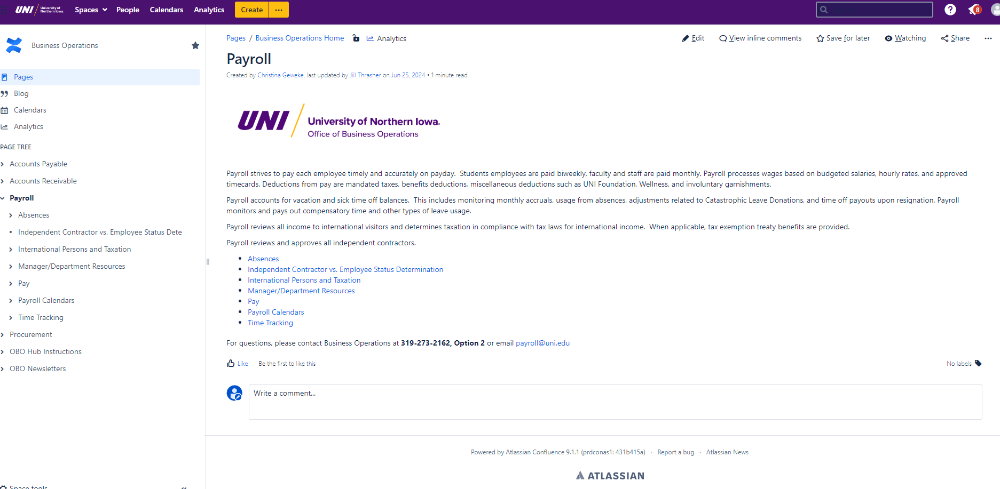 UNI University of Northern Iowa. Spaces People Calendars Analytics Create ... ? 8
Business Operations
Pages
Blog
Calendars
Analytics
PAGE TREE
Accounts Payable
Accounts Receivable
Payroll
Absences
Independent Contractor vs. Employee Status Dete
International Persons and Taxation
Manager/Department Resources
Pay
Payroll Calendars
Time Tracking
Procurement
OBO Hub Instructions
OBO Newsletters
Space tools
Pages / Business Operations Home Analytics
Edit View inline comments Save for later Watching Share ...
Payroll
Created by Christina Geweke, last updated by Jill Thrasher on Jun 25, 2024 • 1 minute read
UNI University of Northern Iowa.
Office of Business Operations
Payroll strives to pay each employee timely and accurately on payday.  Students employees are paid biweekly, faculty and staff are paid monthly. Payroll processes wages based on budgeted salaries, hourly rates, and approved
timecards. Deductions from pay are mandated taxes, benefits deductions, miscellaneous deductions such as UNI Foundation, Wellness, and involuntary garnishments.
Payroll accounts for vacation and sick time off balances.  This includes monitoring monthly accruals, usage from absences, adjustments related to Catastrophic Leave Donations, and time off payouts upon resignation. Payroll
monitors and pays out compensatory time and other types of leave usage.
Payroll reviews all income to international visitors and determines taxation in compliance with tax laws for international income.  When applicable, tax exemption treaty benefits are provided.
Payroll reviews and approves all independent contractors.
• Absences
• Independent Contractor vs. Employee Status Determination
• International Persons and Taxation
• Manager/Department Resources
• Pay
• Payroll Calendars
• Time Tracking
For questions, please contact Business Operations at 319-273-2162, Option 2 or email payroll@uni.edu
Like Be the first to like this
No labels
Write a comment...
Powered by Atlassian Confluence 9.1.1 (prdconas1: 431b415a) · Report a bug · Atlassian News
ATLASSIAN